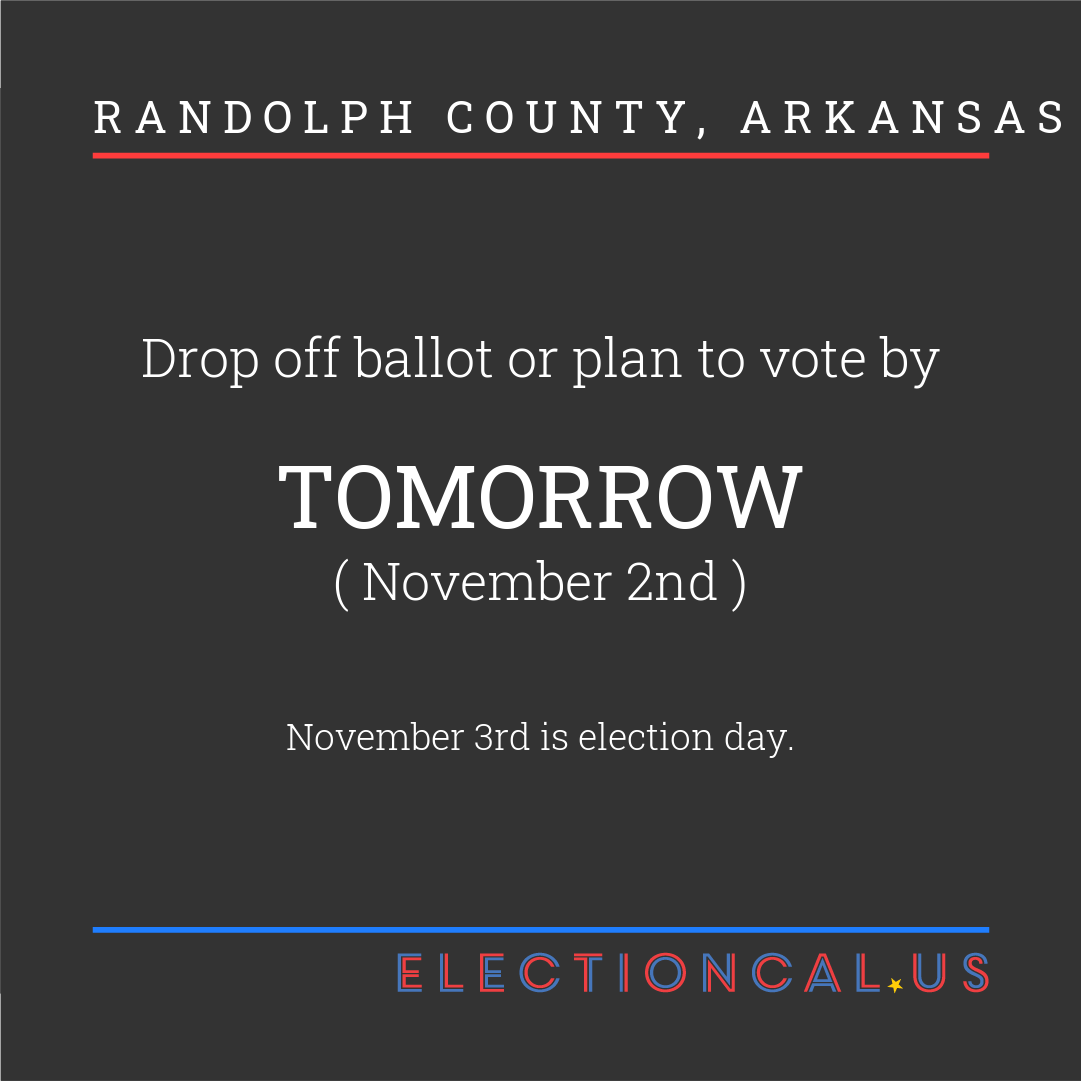 RANDOLPH COUNTY, ARKANSAS
Drop off ballot or plan to vote by
TOMORROW
( November 2nd )
November 3rd is election day.
ELECTIONCAL.US